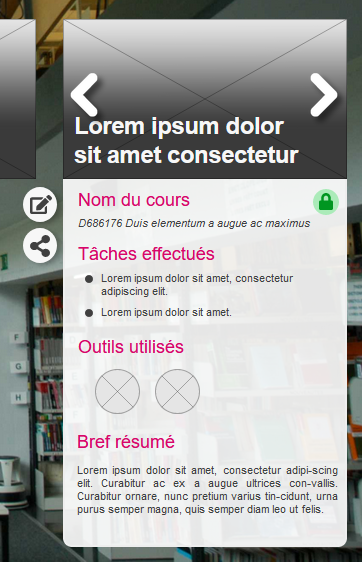 Lorem ipsum dolor
sit amet consectetur
Nom du cours
D686176 Duis elementum a augue ac maximus
Tâches effectués
Lorem ipsum dolor sit amet, consectetur
adipiscing elit.
Lorem ipsum dolor sit amet.
Outils utilisés
Bref résumé
Lorem ipsum dolor sit amet, consectetur adipi-scing
elit. Curabitur ac ex a augue ultrices con-vallis.
Curabitur ornare, nunc pretium varius tin-cidunt, urna
purus semper magna, quis semper diam leo ut felis.
F
G
H